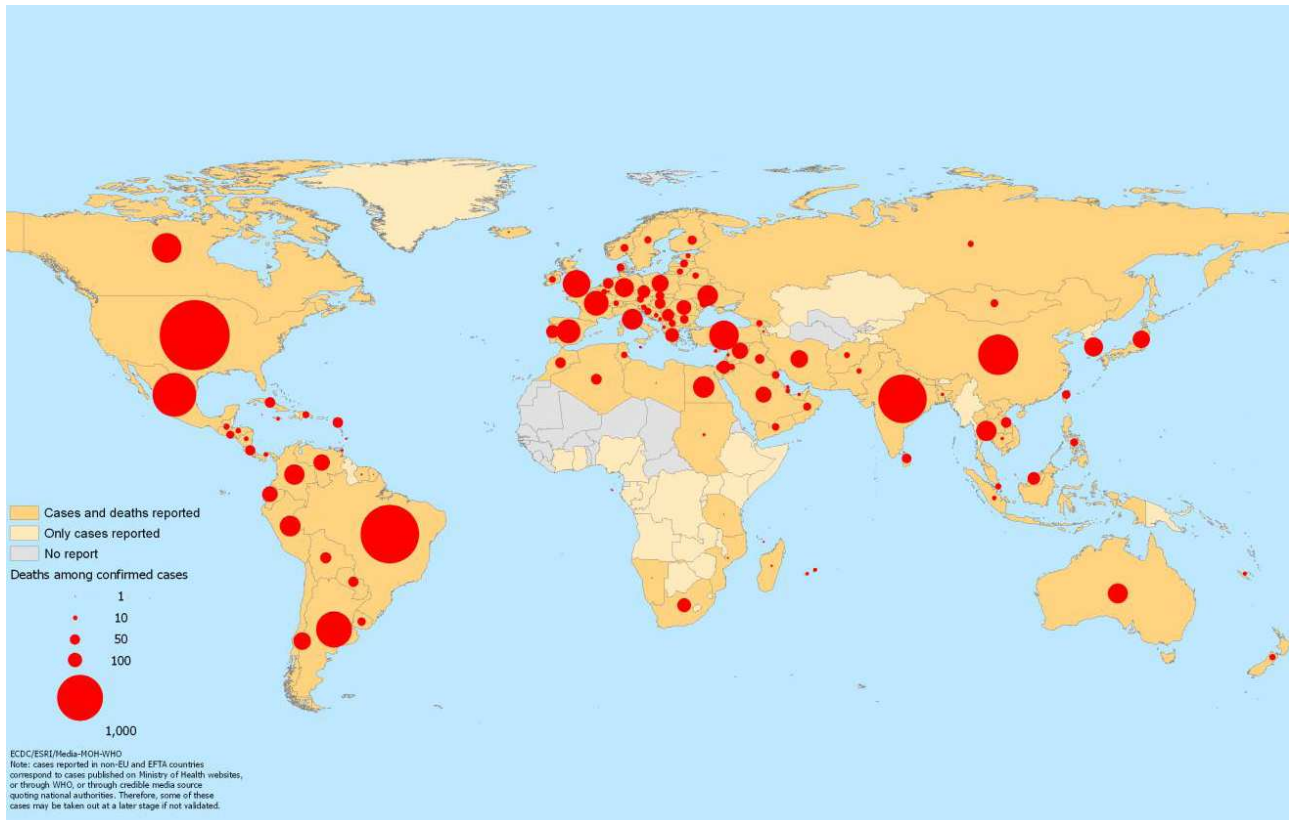 Cases and deaths reported
Only cases reported
No report
Deaths among confirmed cases
1
10
50
100
1,000
ECDC/ESRI/Media-MOH-WHO
Note: cases reported in non-EU and EFTA countries
correspond to cases published on Ministry of Health websites,
or through WHO, or through credible media source
quoting national authorities. Therefore, some of these
cases may be taken out at a later stage if not validated.